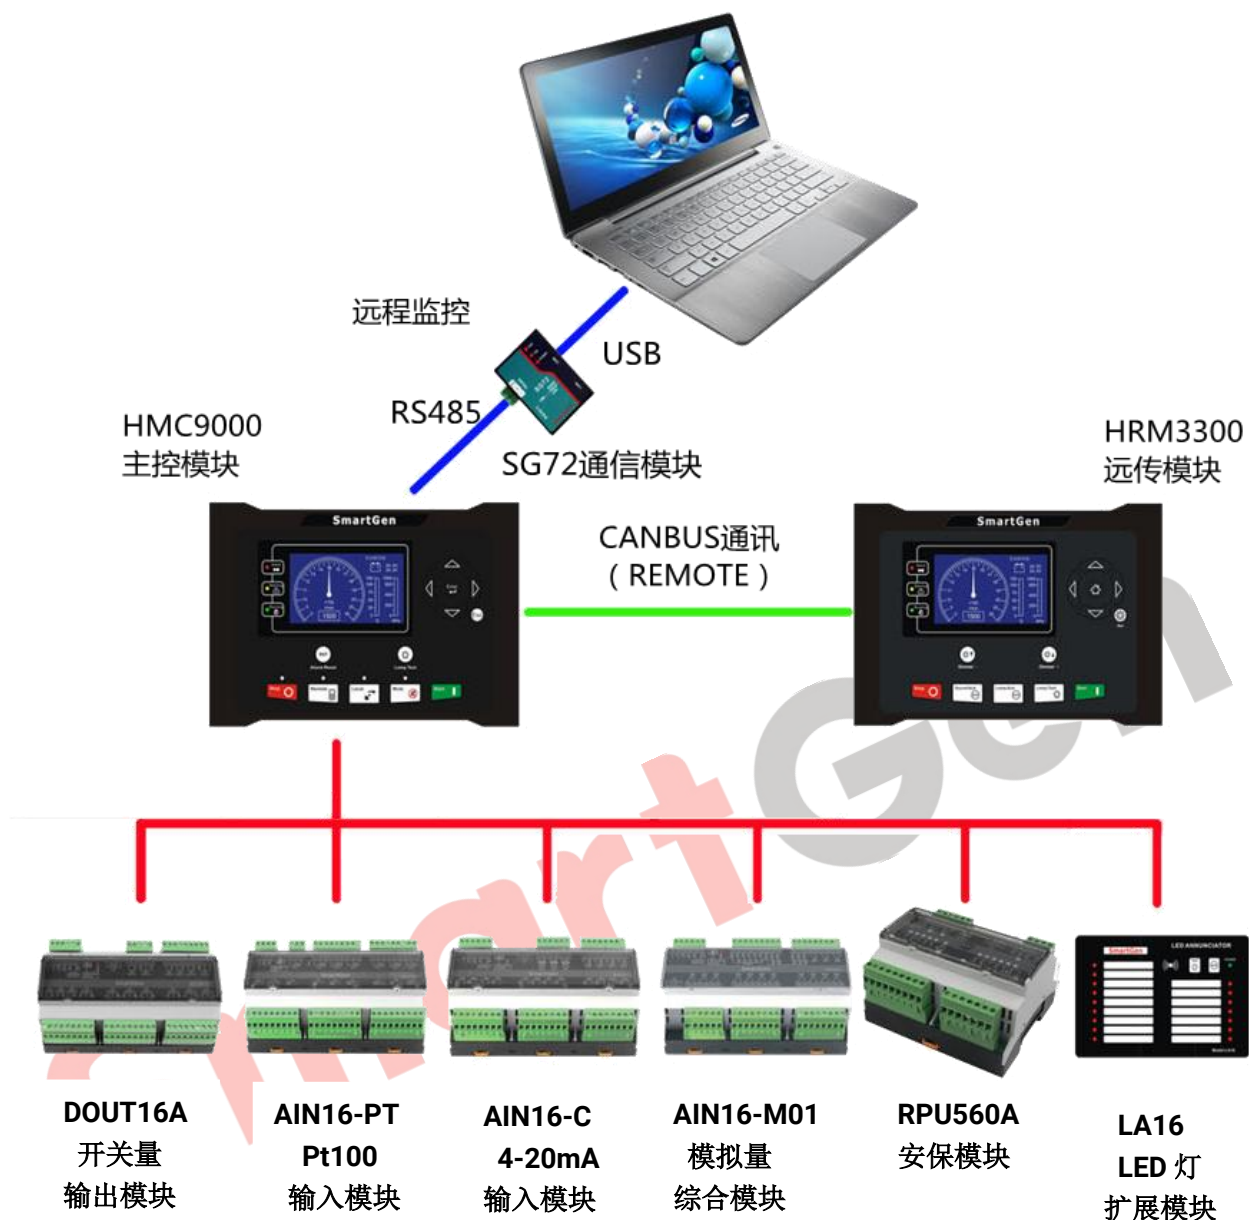 远程监控
USB
RS485
SG72通信模块
HMC9000
主控模块
HRM3300
远传模块
SmartGen
CANBUS通讯
（REMOTE）
SmartGen
SmartGen
LED ANNUNCIATOR
DOUT16A
开关量
输出模块
AIN16-PT
Pt100
输入模块
AIN16-C
4-20mA
输入模块
AIN16-M01
模拟量
综合模块
RPU560A
安保模块
LA16
LED 灯
扩展模块